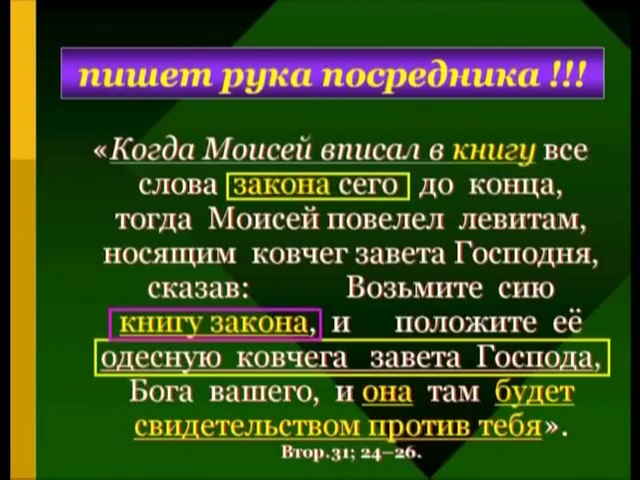 пишет рука посредника !!!
«Когда Моисей вписал в книгу все
слова закона сего до конца,
тогда Моисей повелел левитам,
носящим ковчег завета Господня,
сказав: Возьмите сию
книгу закона, и положите её
одесную ковчега завета Господа,
Бога вашего, и она там будет
свидетельством против тебя».
Втор.31; 24–26.